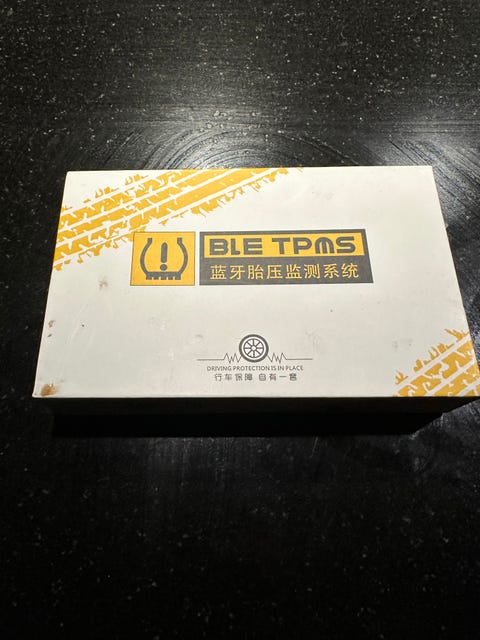 BLE TPMS
蓝牙胎压监测系统
DRIVING PROTECTION IS IN PLACE
行车保障 自有一套